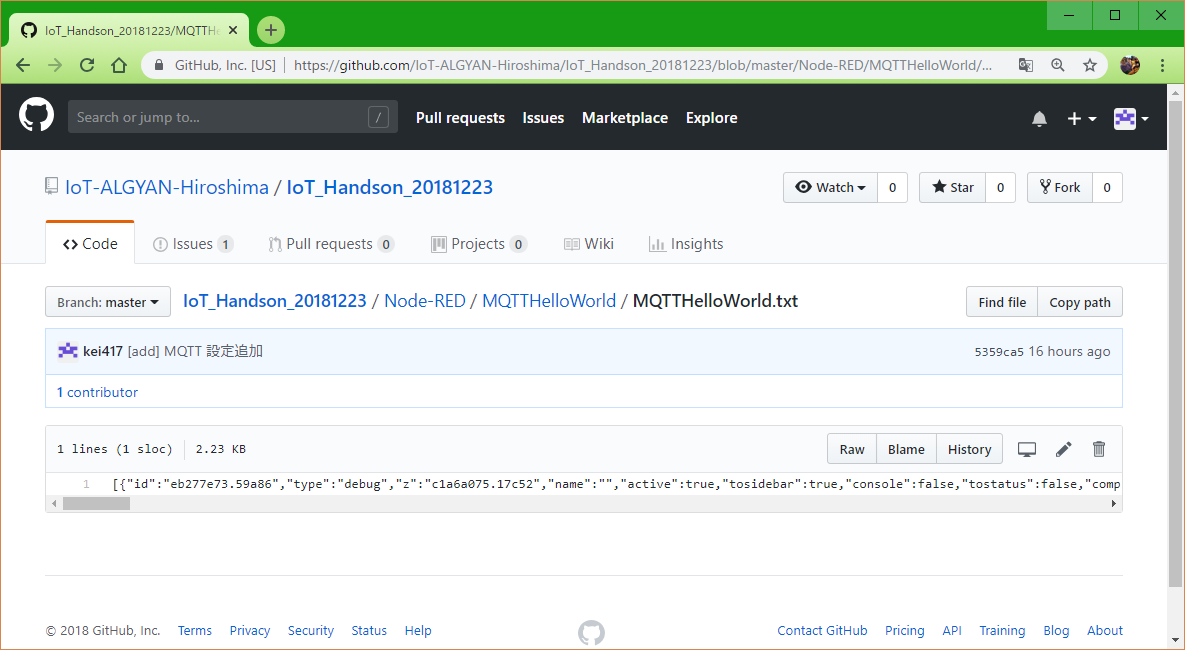 IoT_Handson_20181223/MQTTHe
GitHub, Inc. [US] | https://github.com/IoT-ALGYAN-Hiroshima/IoT_Handson_20181223/blob/master/Node-RED/MQTTHelloWorld/...
Search or jump to... / Pull requests Issues Marketplace Explore
IoT-ALGYAN-Hiroshima / IoT_Handson_20181223 Watch 0 Star 0 Fork 0
Code Issues 1 Pull requests 0 Projects 0 Wiki Insights
Branch: master IoT_Handson_20181223 / Node-RED / MQTTHelloWorld / MQTTHelloWorld.txt Find file Copy path
kei417 [add] MQTT 設定追加 5359ca5 16 hours ago
1 contributor
1 lines (1 sloc) 2.23 KB Raw Blame History
1 [{"id":"eb277e73.59a86","type":"debug","z":"c1a6a075.17c52","name":"","active":true,"tosidebar":true,"console":false,"tostatus":false,"comp
© 2018 GitHub, Inc. Terms Privacy Security Status Help Contact GitHub Pricing API Training Blog About